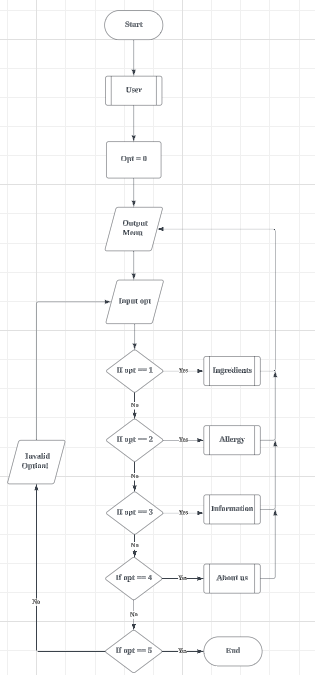 Start
User
Opt = 0
Output
Menu
Input opt
If opt == 1
Yes
Ingredients
No
If opt == 2
Yes
Allergy
No
Invalid
Option!
If opt == 3
Yes
Information
No
If opt == 4
Yes
About us
No
No
If opt == 5
Yes
End